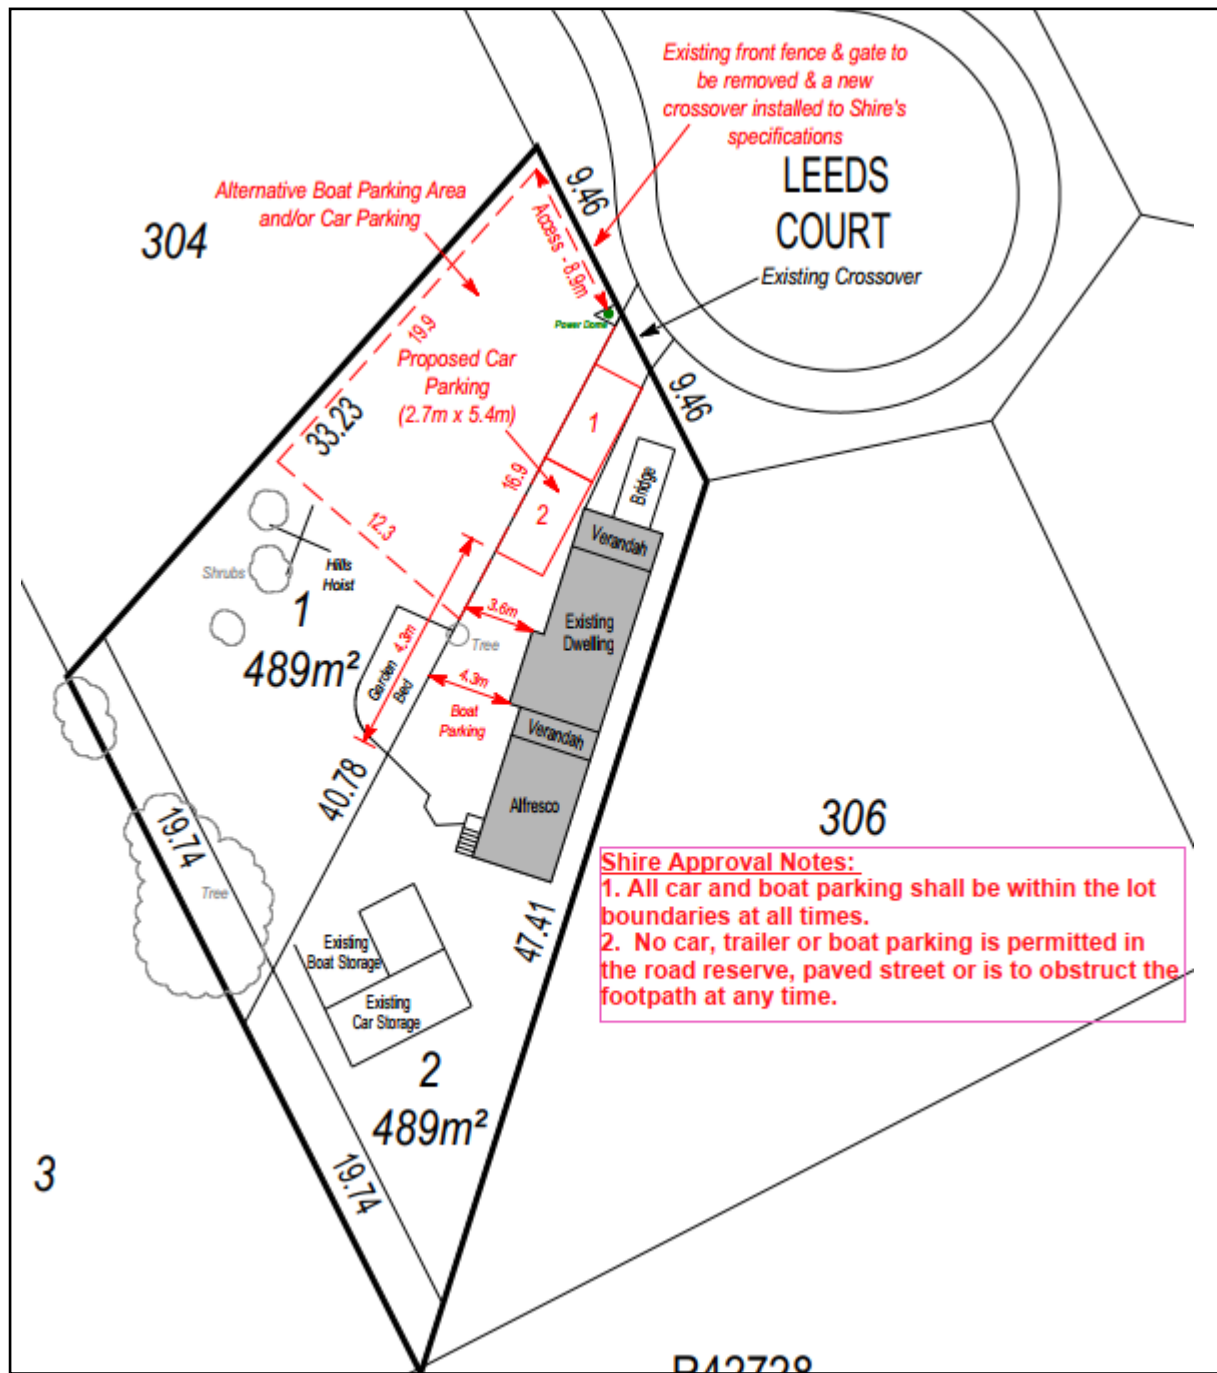 Existing front fence & gate to
be removed & a new
crossover installed to Shire's
specifications
LEEDS
COURT
Existing Crossover
Alternative Boat Parking Area
and/or Car Parking
304
9.46
Access - 8.9m
Power Dome
19.9
33.23
Proposed Car
Parking
(2.7m x 5.4m)
9.46
1
16.9
2
Bridge
Verandah
12.3
Hills
Hoist
Shrubs
1
489m²
3.6m
Existing
Dwelling
Tree
4.3m
Garden
Bed
4.3m
Boat
Parking
Verandah
40.78
Alfresco
306
19.74
Tree
Shire Approval Notes:
1. All car and boat parking shall be within the lot
boundaries at all times.
2. No car, trailer or boat parking is permitted in
the road reserve, paved street or is to obstruct the
footpath at any time.
47.41
Existing
Boat Storage
Existing
Car Storage
2
489m²
3
19.74